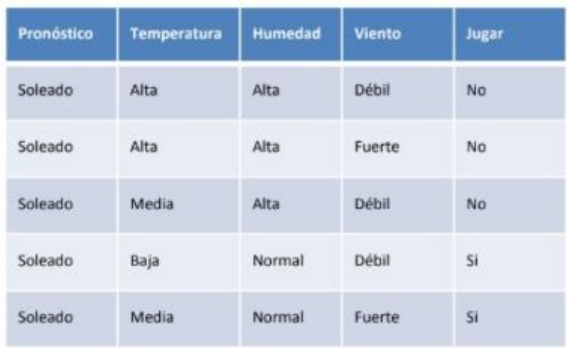 Pronóstico Temperatura Humedad Viento Jugar
Soleado Alta Alta Débil No
Soleado Alta Alta Fuerte No
Soleado Media Alta Débil No
Soleado Baja Normal Débil Si
Soleado Media Normal Fuerte Si